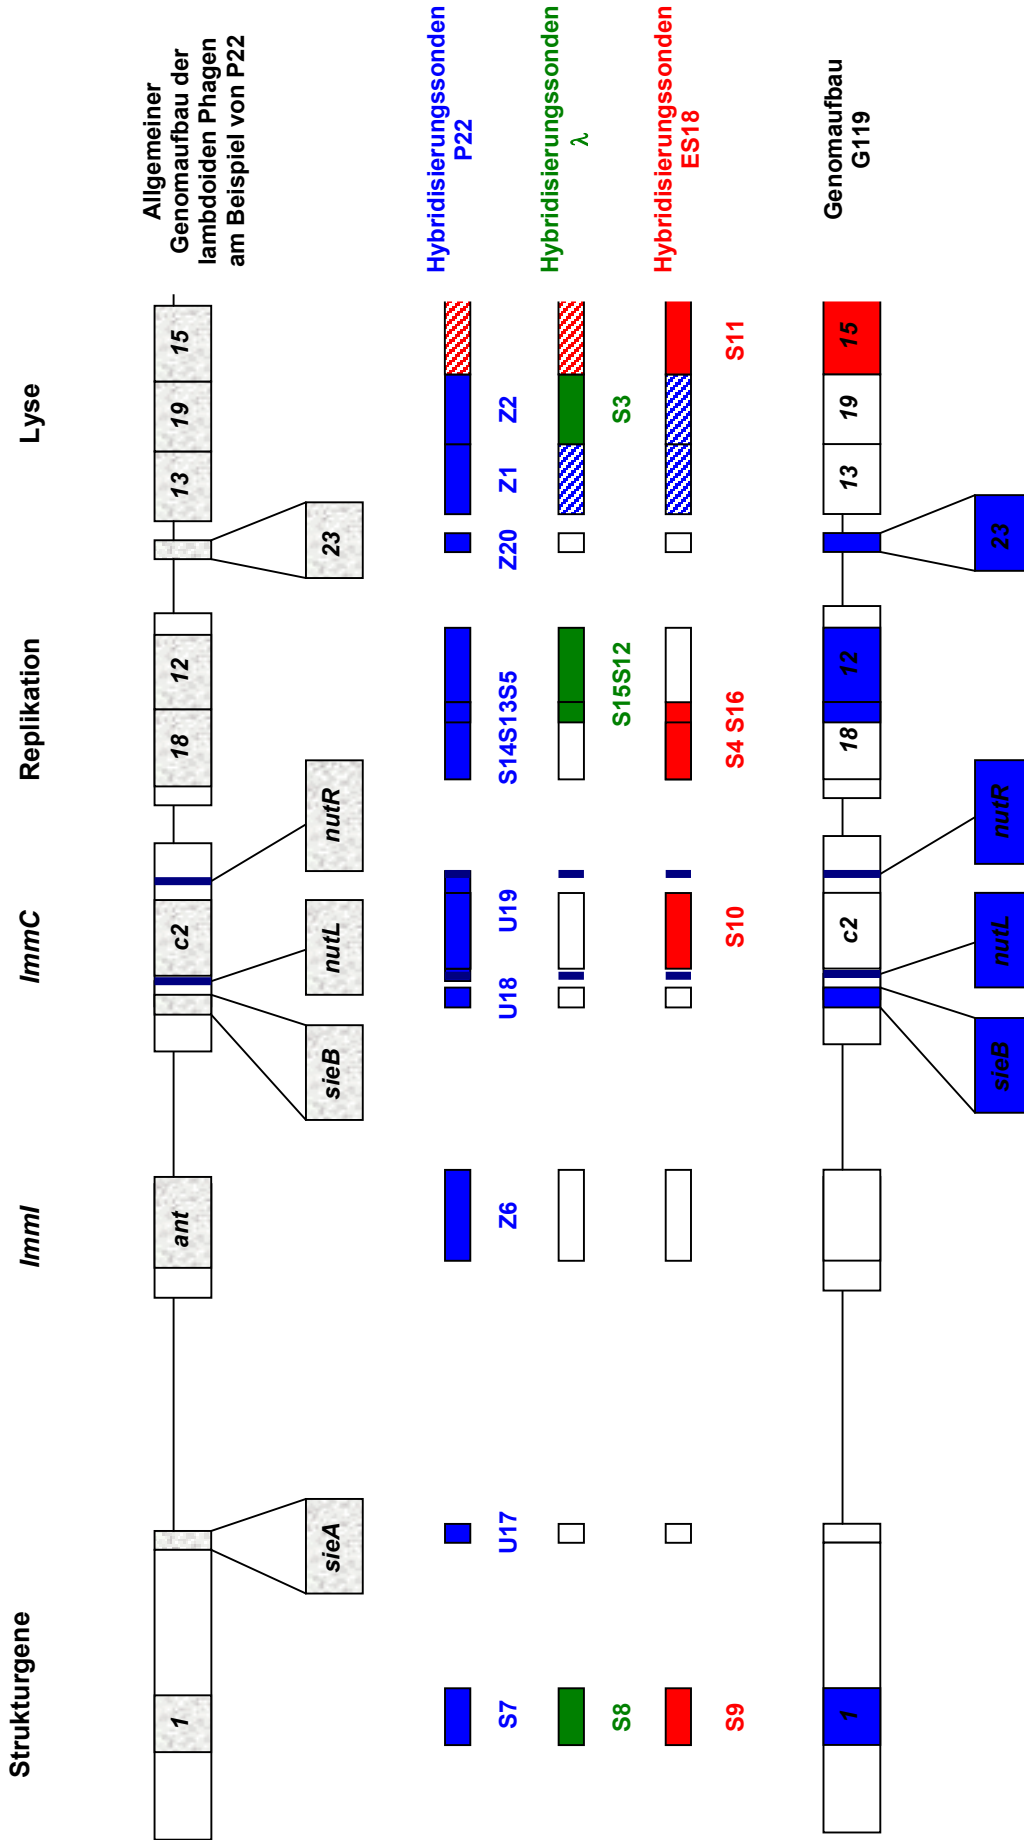 Strukturgene
ImmI
ImmC
Replikation
Lyse
Allgemeiner
Genomaufbau der
lambdoiden Phagen
am Beispiel von P22
1
ant
c2
18
12
13
19
15
sieA
sieB
nutL
nutR
23
Hybridisierungssonden
P22
S7
U17
Z6
U18
U19
S14S13S5
Z20
Z1
Z2
Hybridisierungssonden
λ
S8
S15S12
S3
Hybridisierungssonden
ES18
S9
S10
S4 S16
S11
Genomaufbau
G119
1
c2
18
12
13
19
15
sieB
nutL
nutR
23